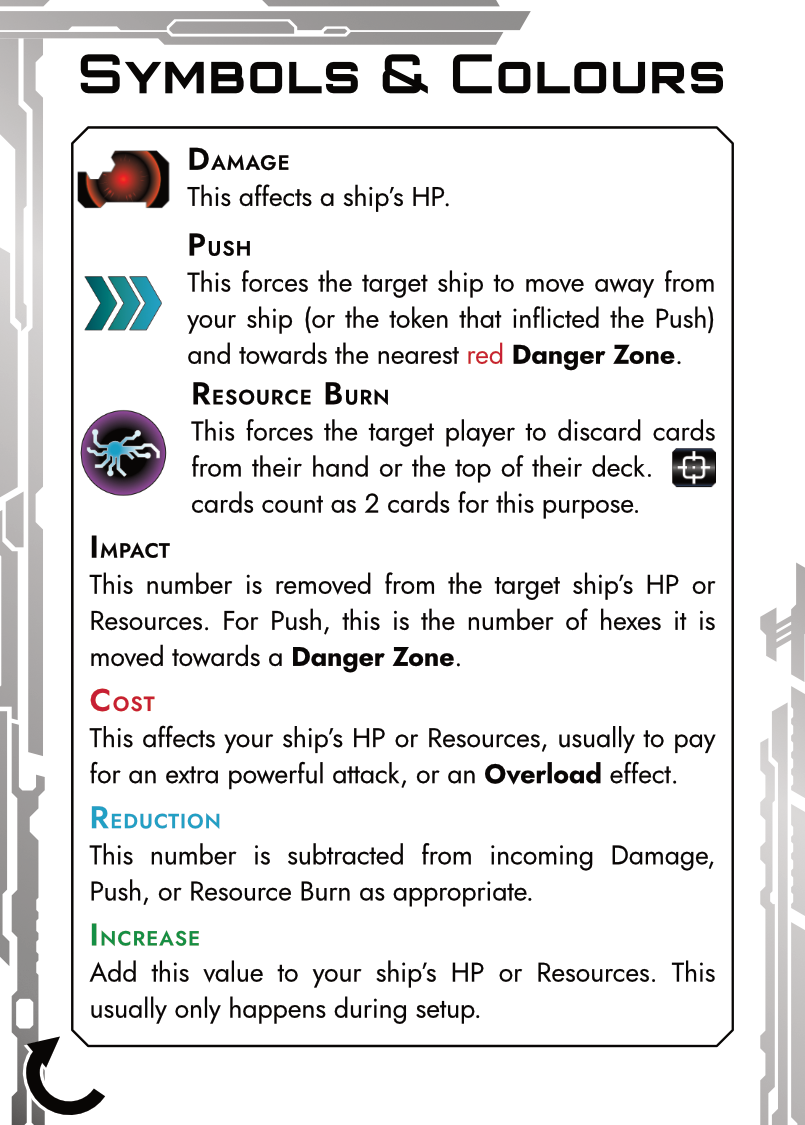 Symbols & Colours
Damage
This affects a ship's HP.
Push
This forces the target ship to move away from
your ship (or the token that inflicted the Push)
and towards the nearest red Danger Zone.
Resource Burn
This forces the target player to discard cards
from their hand or the top of their deck.
cards count as 2 cards for this purpose.
Impact
This number is removed from the target ship's HP or
Resources. For Push, this is the number of hexes it is
moved towards a Danger Zone.
Cost
This affects your ship's HP or Resources, usually to pay
for an extra powerful attack, or an Overload effect.
Reduction
This number is subtracted from incoming Damage,
Push, or Resource Burn as appropriate.
Increase
Add this value to your ship's HP or Resources. This
usually only happens during setup.